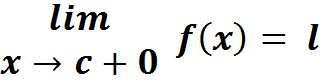 lim
x → c + 0 f(x) = l